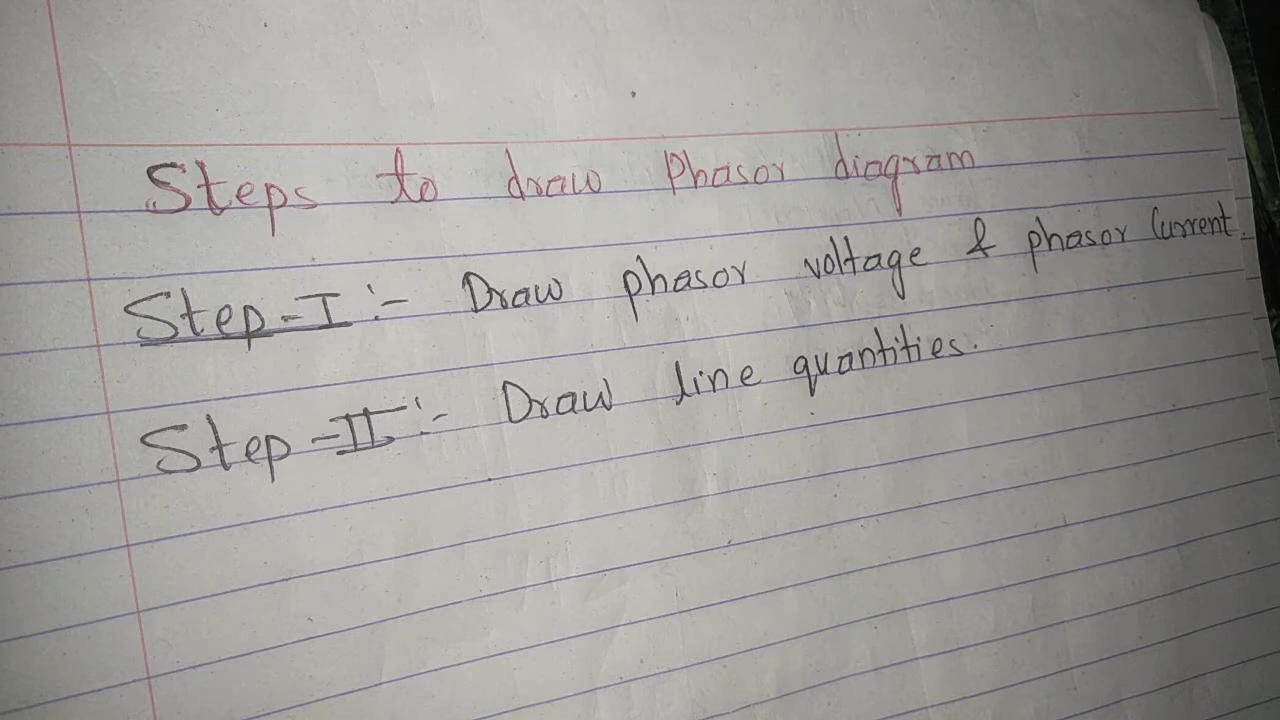 Steps to draw Phasor diagram
Step-I :- Draw phasor voltage & phasor Current.
Step-II :- Draw line quantities.